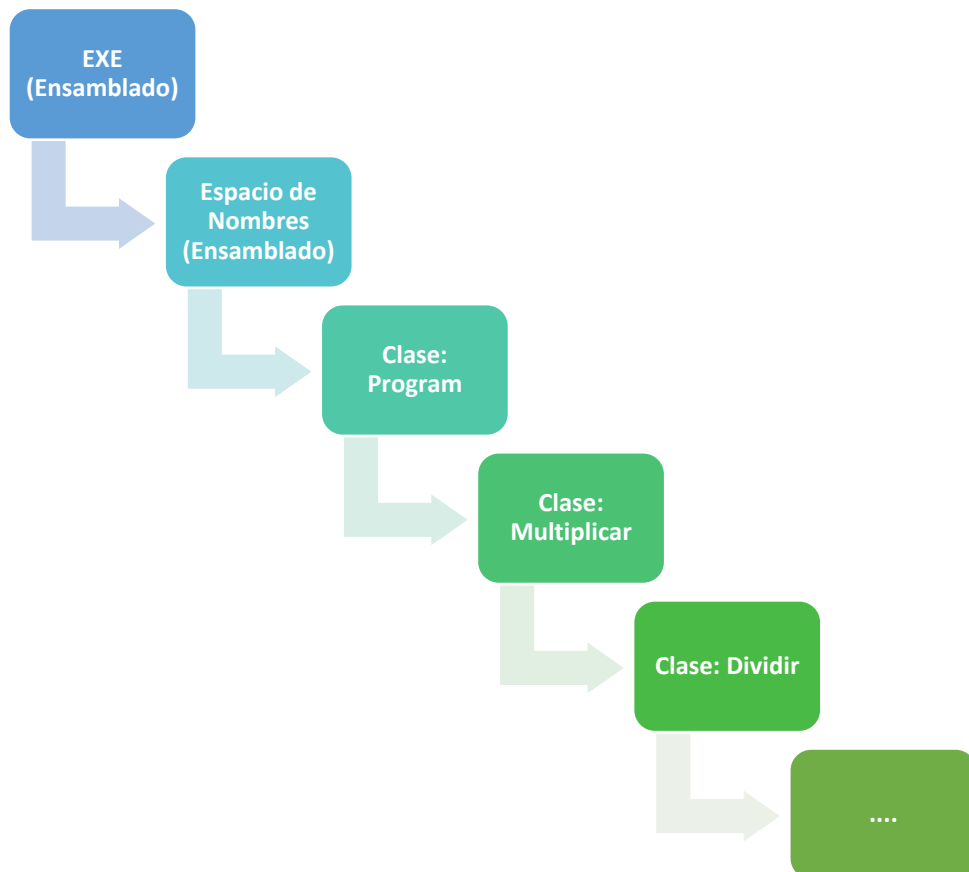 EXE
(Ensamblado)
Espacio de
Nombres
(Ensamblado)
Clase:
Program
Clase:
Multiplicar
Clase: Dividir
....